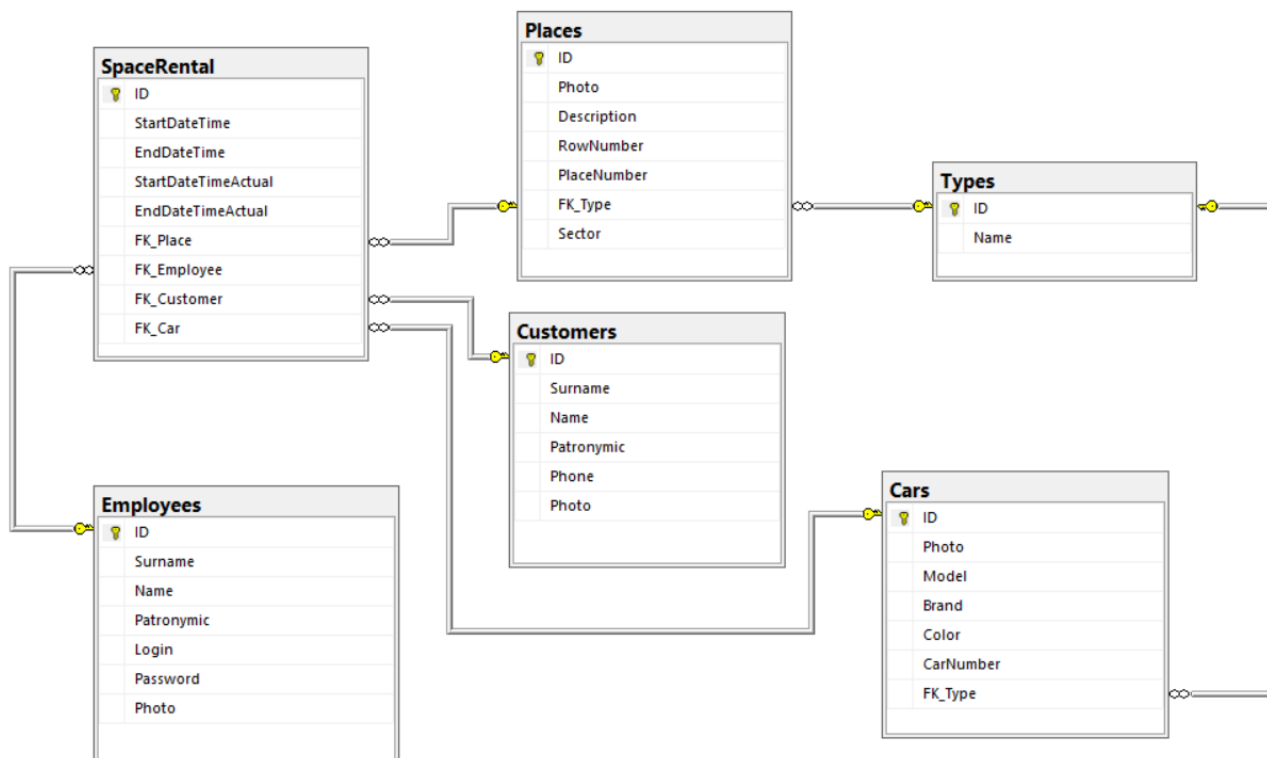 SpaceRental
ID
StartDateTime
EndDateTime
StartDateTimeActual
EndDateTimeActual
FK_Place
FK_Employee
FK_Customer
FK_Car
Places
ID
Photo
Description
RowNumber
PlaceNumber
FK_Type
Sector
Types
ID
Name
Customers
ID
Surname
Name
Patronymic
Phone
Photo
Employees
ID
Surname
Name
Patronymic
Login
Password
Photo
Cars
ID
Photo
Model
Brand
Color
CarNumber
FK_Type